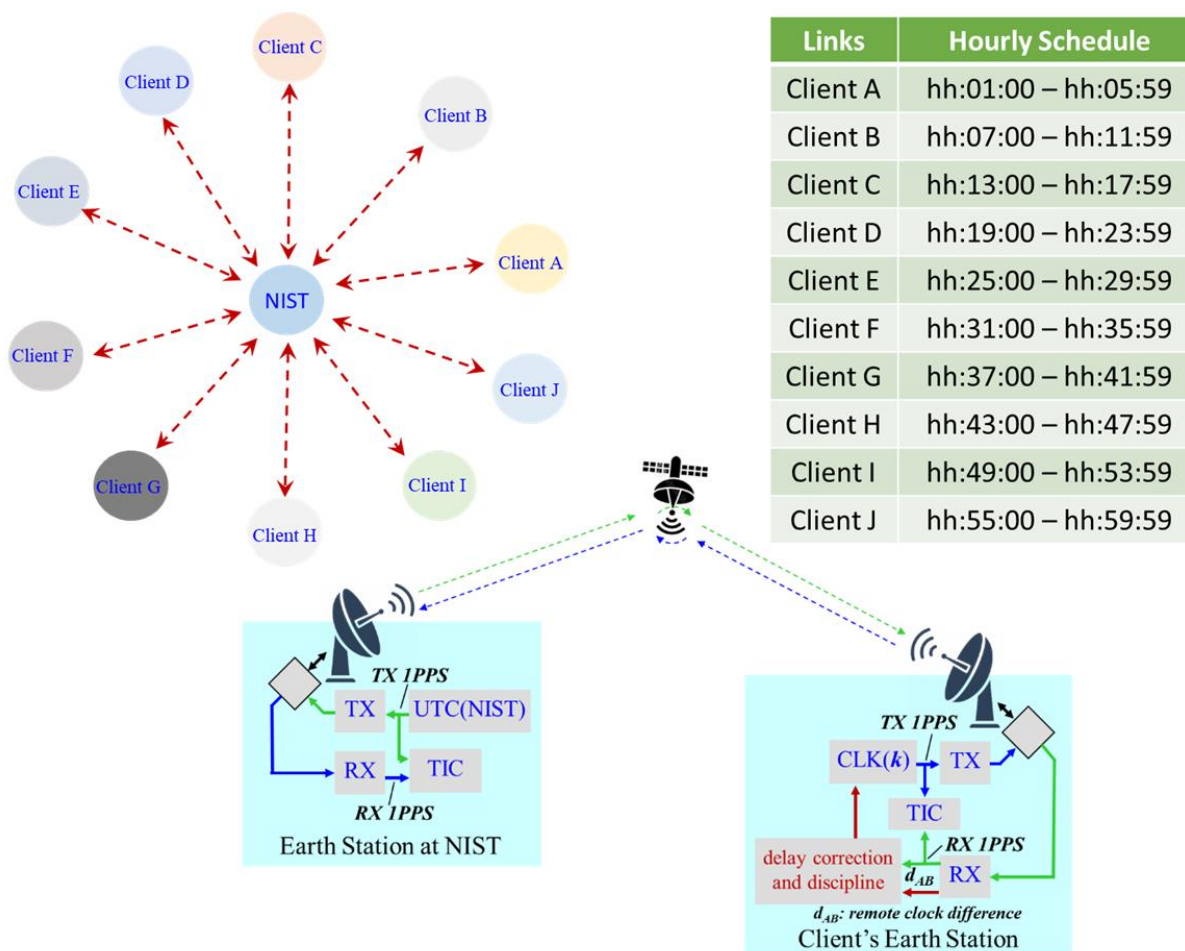 Client C
Client D
Client B
Client E
Client A
NIST
Client F
Client J
Client G
Client I
Client H
Links Hourly Schedule
Client A hh:01:00 – hh:05:59
Client B hh:07:00 – hh:11:59
Client C hh:13:00 – hh:17:59
Client D hh:19:00 – hh:23:59
Client E hh:25:00 – hh:29:59
Client F hh:31:00 – hh:35:59
Client G hh:37:00 – hh:41:59
Client H hh:43:00 – hh:47:59
Client I hh:49:00 – hh:53:59
Client J hh:55:00 – hh:59:59
TX 1PPS
TX UTC(NIST)
RX TIC
RX 1PPS
Earth Station at NIST
TX 1PPS
CLK(k) TX
TIC
RX 1PPS
delay correction
and discipline
dAB
RX
dAB: remote clock difference
Client's Earth Station